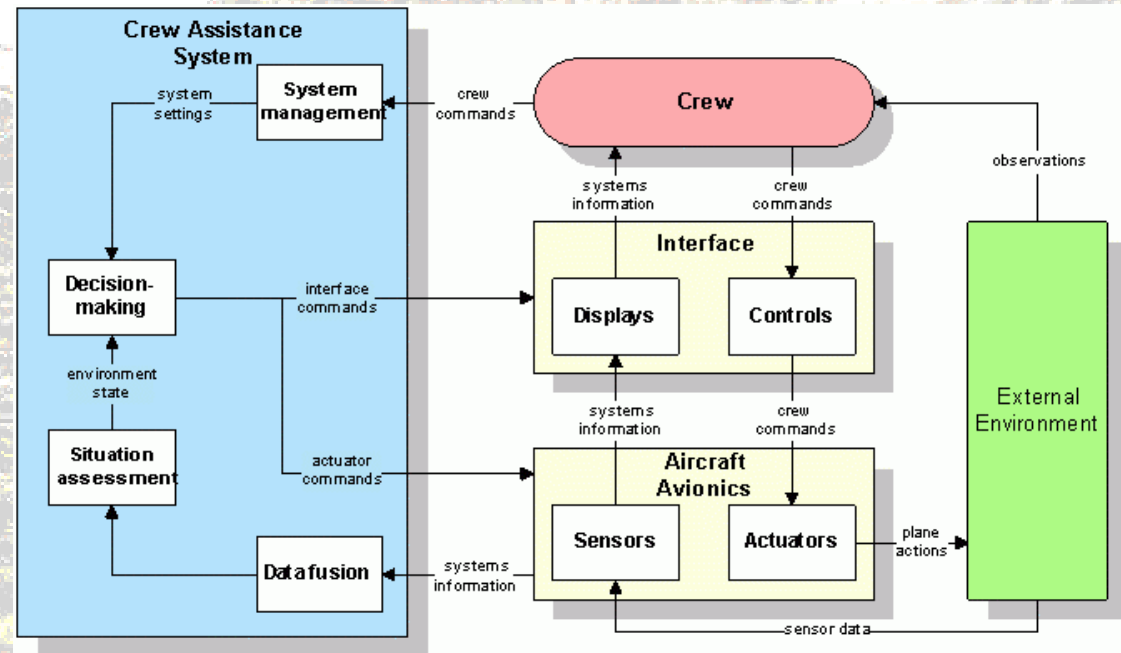 Crew Assistance
System
System
management
system
settings
crew
commands
Crew
observations
systems
information
crew
commands
Interface
Displays
Controls
Decision-
making
interface
commands
environment
state
Situation
assessment
actuator
commands
systems
information
crew
commands
Aircraft
Avionics
Sensors
Actuators
plane
actions
External
Environment
Datafusion
systems
information
sensor data